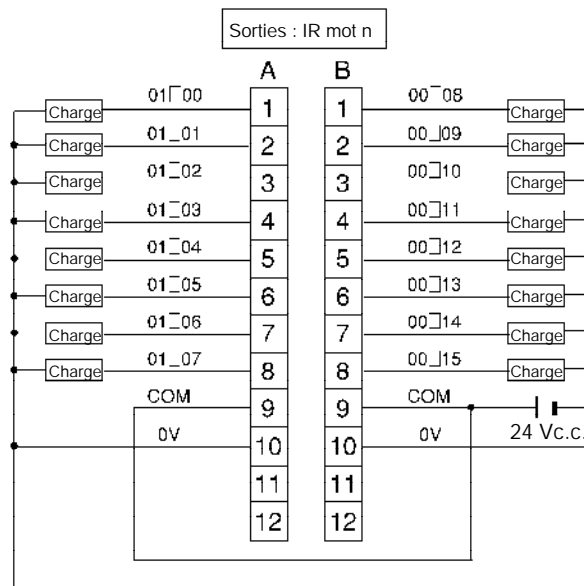 Sorties : IR mot n
A B
Charge 01 00 1 1 00 08 Charge
Charge 01_01 2 2 00 09 Charge
Charge 01 02 3 3 00 10 Charge
Charge 01 03 4 4 00 11 Charge
Charge 01 04 5 5 00 12 Charge
Charge 01 05 6 6 00 13 Charge
Charge 01 06 7 7 00 14 Charge
Charge 01_07 8 8 00 15 Charge
COM 9 9 COM
0V 10 10 0V 24 Vc.c.
11 11
12 12